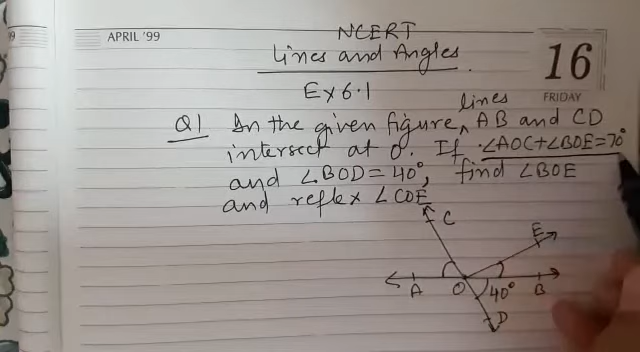 9
APRIL '99
NCERT
Lines and Angles
16
FRIDAY
Ex 6.1
lines
Q1 In the given figure, ^ AB and CD
intersect at O. If ∠AOC+∠BOE=70°
and ∠BOD=40°, find ∠BOE
and reflex ∠COE
C
E
A O 40° B
D